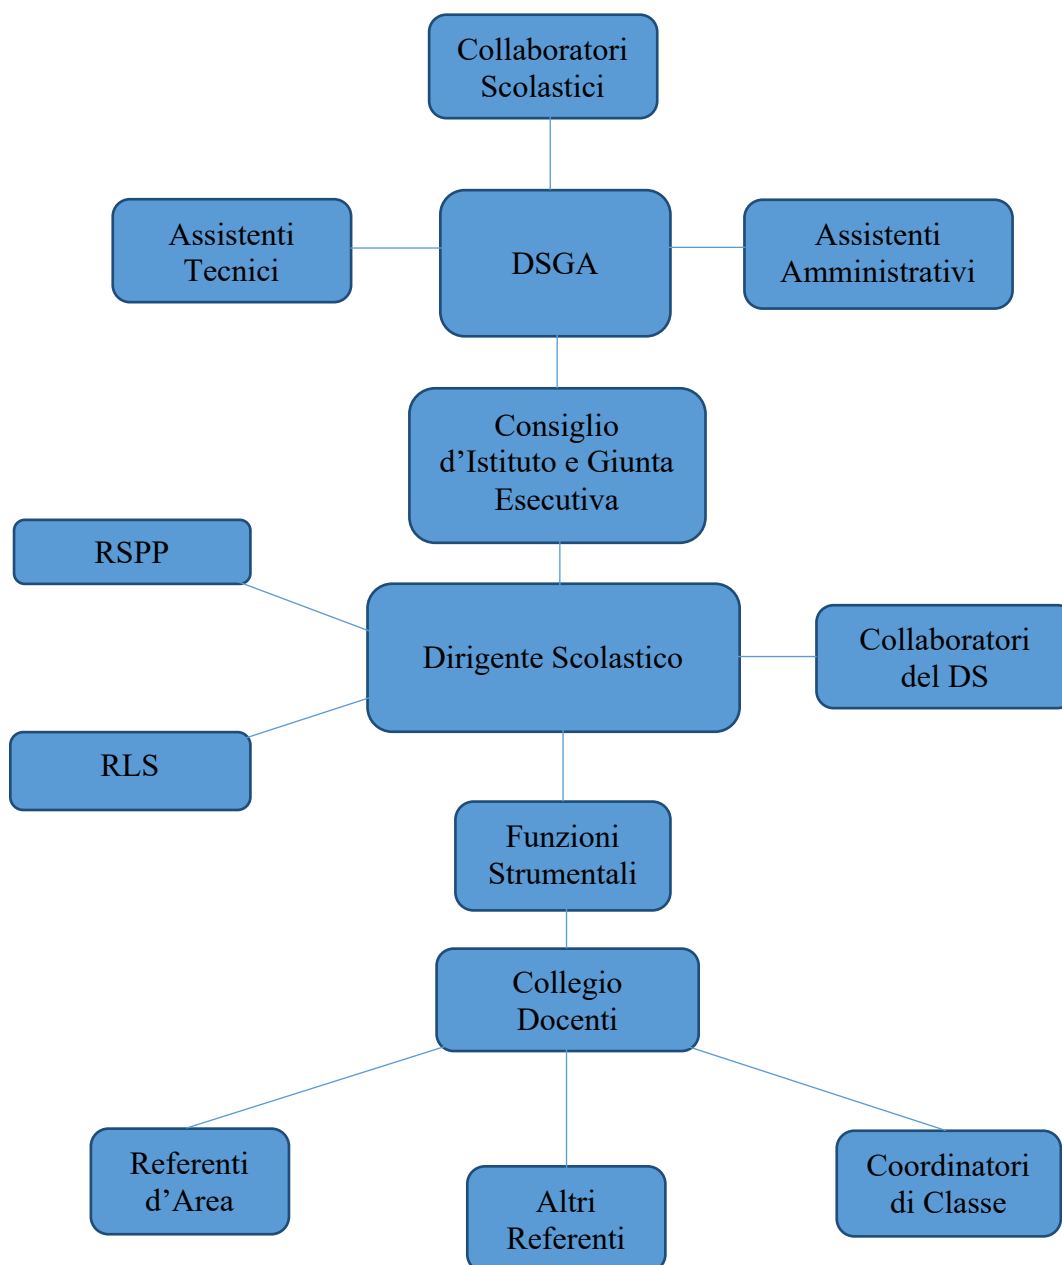 Collaboratori
Scolastici
Assistenti
Tecnici
DSGA
Assistenti
Amministrativi
Consiglio
d’Istituto e Giunta
Esecutiva
RSPP
Dirigente Scolastico
Collaboratori
del DS
RLS
Funzioni
Strumentali
Collegio
Docenti
Referenti
d’Area
Altri
Referenti
Coordinatori
di Classe